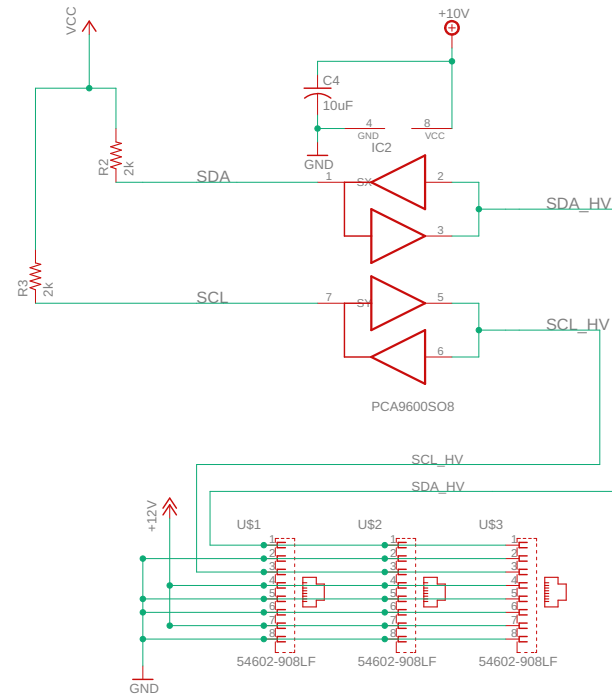 VCC
+10V
C4
10uF
4
8
GND
VCC
IC2
GND
R2
2k
1
SDA
SX
2
SDA_HV
3
R3
2k
SCL
7
SY
5
SCL_HV
6
PCA9600SO8
SCL_HV
SDA_HV
+12V
U$1
U$2
U$3
1 1 1
2 2 2
3 3 3
4 4 4
5 5 5
6 6 6
7 7 7
8 8 8
54602-908LF 54602-908LF 54602-908LF
GND